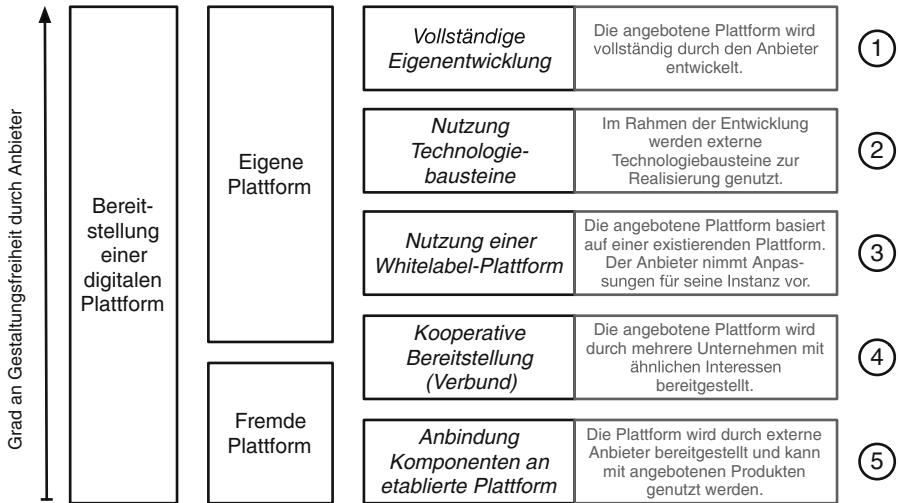 Grad an Gestaltungsfreiheit durch Anbieter
Bereit-
stellung
einer
digitalen
Plattform
Eigene
Plattform
Fremde
Plattform
Vollständige
Eigenentwicklung
Die angebotene Plattform wird
vollständig durch den Anbieter
entwickelt.
1
Nutzung
Technologie-
bausteine
Im Rahmen der Entwicklung
werden externe
Technologiebausteine zur
Realisierung genutzt.
2
Nutzung einer
Whitelabel-Plattform
Die angebotene Plattform basiert
auf einer existierenden Plattform.
Der Anbieter nimmt Anpas-
sungen für seine Instanz vor.
3
Kooperative
Bereitstellung
(Verbund)
Die angebotene Plattform wird
durch mehrere Unternehmen mit
ähnlichen Interessen
bereitgestellt.
4
Anbindung
Komponenten an
etablierte Plattform
Die Plattform wird durch externe
Anbieter bereitgestellt und kann
mit angebotenen Produkten
genutzt werden.
5